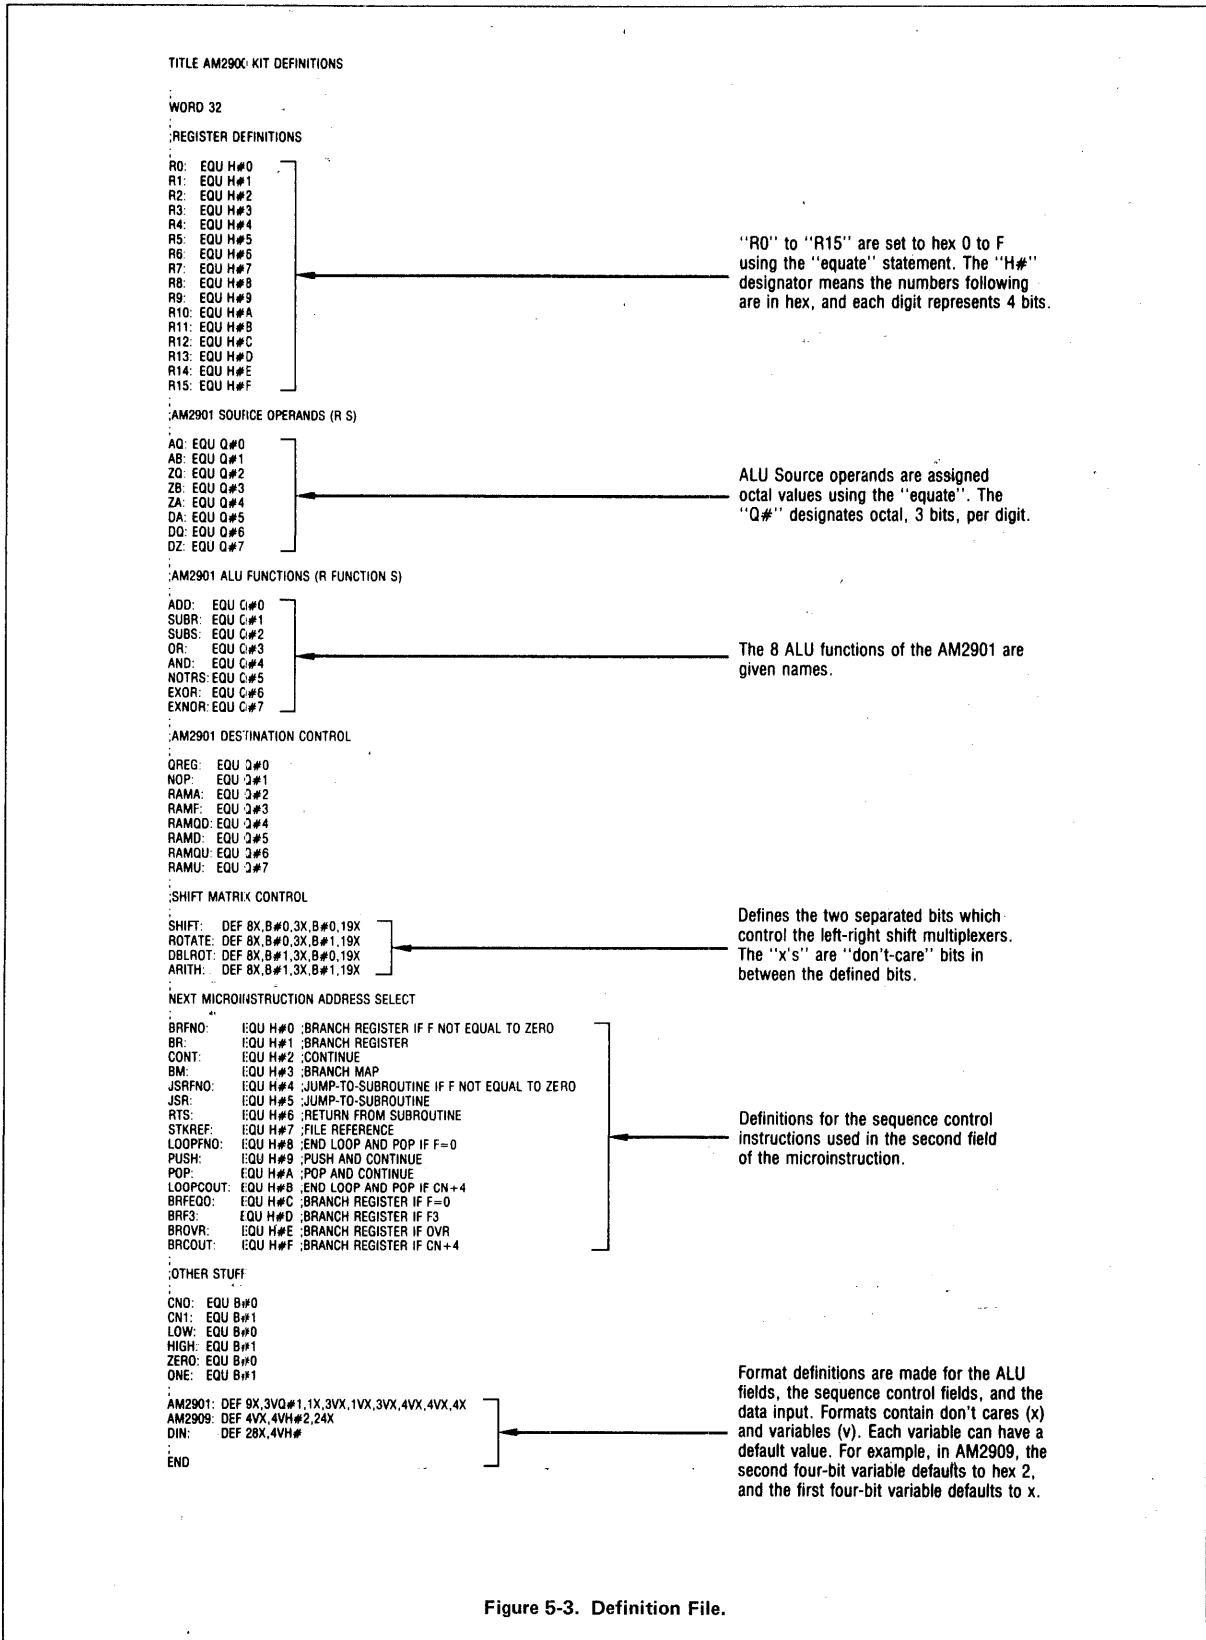 TITLE AM2900 KIT DEFINITIONS
;
WORD 32
;
;REGISTER DEFINITIONS
;
R0: EQU H#0
R1: EQU H#1
R2: EQU H#2
R3: EQU H#3
R4: EQU H#4
R5: EQU H#5
R6: EQU H#6
R7: EQU H#7
R8: EQU H#8
R9: EQU H#9
R10: EQU H#A
R11: EQU H#B
R12: EQU H#C
R13: EQU H#D
R14: EQU H#E
R15: EQU H#F
"R0" to "R15" are set to hex 0 to F
using the "equate" statement. The "H#"
designator means the numbers following
are in hex, and each digit represents 4 bits.
;
;AM2901 SOURCE OPERANDS (R S)
;
AQ: EQU Q#0
AB: EQU Q#1
ZQ: EQU Q#2
ZB: EQU Q#3
ZA: EQU Q#4
DA: EQU Q#5
DQ: EQU Q#6
DZ: EQU Q#7
ALU Source operands are assigned
octal values using the "equate". The
"Q#" designates octal, 3 bits, per digit.
;
;AM2901 ALU FUNCTIONS (R FUNCTION S)
;
ADD: EQU Q#0
SUBR: EQU Q#1
SUBS: EQU Q#2
OR: EQU Q#3
AND: EQU Q#4
NOTRS: EQU Q#5
EXOR: EQU Q#6
EXNOR: EQU Q#7
The 8 ALU functions of the AM2901 are
given names.
;
;AM2901 DESTINATION CONTROL
;
QREG: EQU Q#0
NOP: EQU Q#1
RAMA: EQU Q#2
RAMF: EQU Q#3
RAMQD: EQU Q#4
RAMD: EQU Q#5
RAMQU: EQU Q#6
RAMU: EQU Q#7
;
;SHIFT MATRIX CONTROL
;
SHIFT: DEF 8X,B#0,3X,B#0,19X
ROTATE: DEF 8X,B#0,3X,B#1,19X
DBLROT: DEF 8X,B#1,3X,B#0,19X
ARITH: DEF 8X,B#1,3X,B#1,19X
Defines the two separated bits which
control the left-right shift multiplexers.
The "x's" are "don't-care" bits in
between the defined bits.
;
NEXT MICROINSTRUCTION ADDRESS SELECT
;
BRFNO: EQU H#0 ;BRANCH REGISTER IF F NOT EQUAL TO ZERO
BR: EQU H#1 ;BRANCH REGISTER
CONT: EQU H#2 ;CONTINUE
BM: EQU H#3 ;BRANCH MAP
JSRFNO: EQU H#4 ;JUMP-TO-SUBROUTINE IF F NOT EQUAL TO ZERO
JSR: EQU H#5 ;JUMP-TO-SUBROUTINE
RTS: EQU H#6 ;RETURN FROM SUBROUTINE
STKREF: EQU H#7 ;FILE REFERENCE
LOOPFNO: EQU H#8 ;END LOOP AND POP IF F=0
PUSH: EQU H#9 ;PUSH AND CONTINUE
POP: EQU H#A ;POP AND CONTINUE
LOOPCOUT: EQU H#B ;END LOOP AND POP IF CN+4
BRFEQO: EQU H#C ;BRANCH REGISTER IF F=0
BRF3: EQU H#D ;BRANCH REGISTER IF F3
BROVR: EQU H#E ;BRANCH REGISTER IF OVR
BRCOUT: EQU H#F ;BRANCH REGISTER IF CN+4
Definitions for the sequence control
instructions used in the second field
of the microinstruction.
;
;OTHER STUFF
;
CN0: EQU B#0
CN1: EQU B#1
LOW: EQU B#0
HIGH: EQU B#1
ZERO: EQU B#0
ONE: EQU B#1
;
AM2901: DEF 9X,3VQ#1,1X,3VX,1VX,3VX,4VX,4VX,4X
AM2909: DEF 4VX,4VH#2,24X
DIN: DEF 28X,4VH#
;
END
Format definitions are made for the ALU
fields, the sequence control fields, and the
data input. Formats contain don't cares (x)
and variables (v). Each variable can have a
default value. For example, in AM2909, the
second four-bit variable defaults to hex 2,
and the first four-bit variable defaults to x.
Figure 5-3. Definition File.